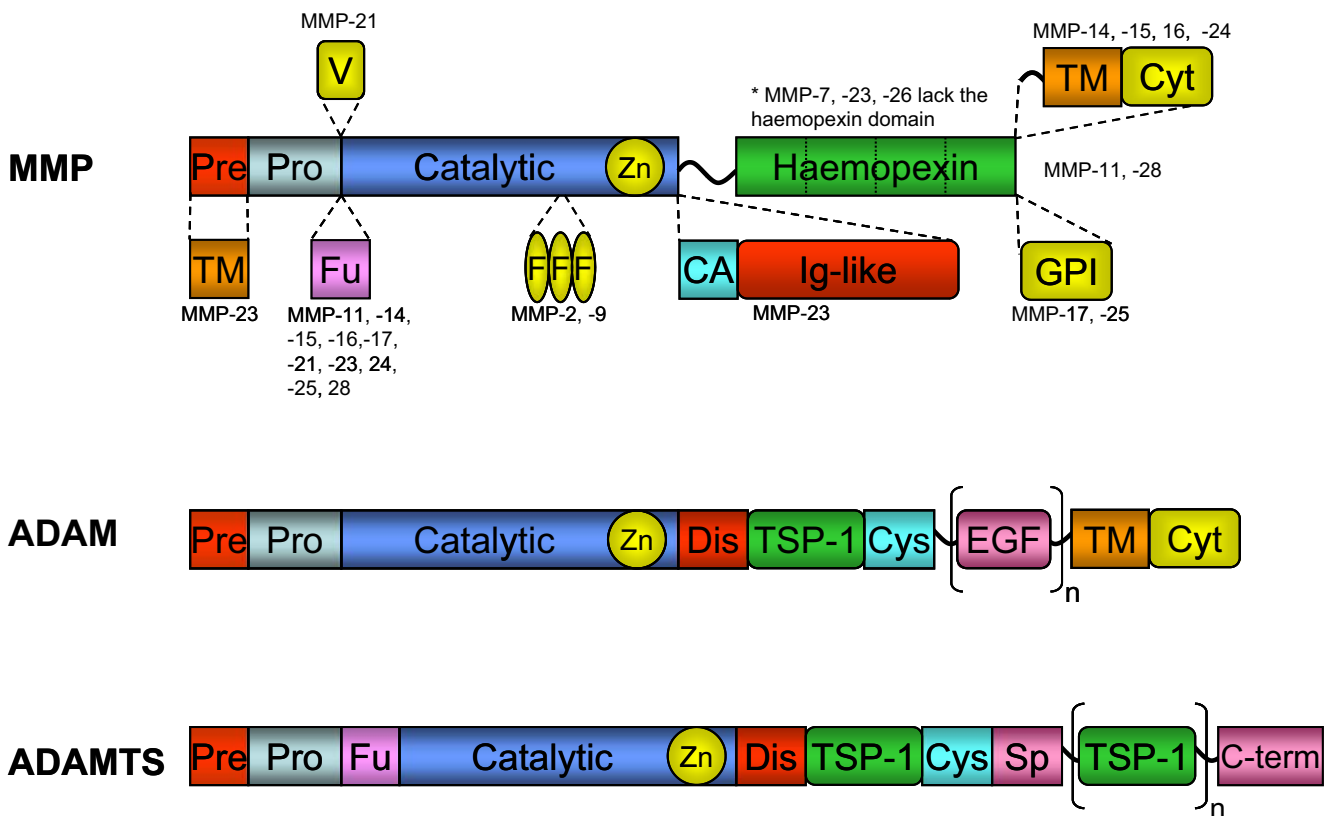 MMP-21
V
MMP-14, -15, 16, -24
TM Cyt
* MMP-7, -23, -26 lack the
haemopexin domain
MMP
Pre Pro Catalytic Zn Haemopexin
MMP-11, -28
TM
MMP-23
Fu
MMP-11, -14,
-15, -16,-17,
-21, -23, 24,
-25, 28
F F F
MMP-2, -9
CA Ig-like
MMP-23
GPI
MMP-17, -25
ADAM
Pre Pro Catalytic Zn Dis TSP-1 Cys EGF n TM Cyt
ADAMTS
Pre Pro Fu Catalytic Zn Dis TSP-1 Cys Sp TSP-1 n C-term